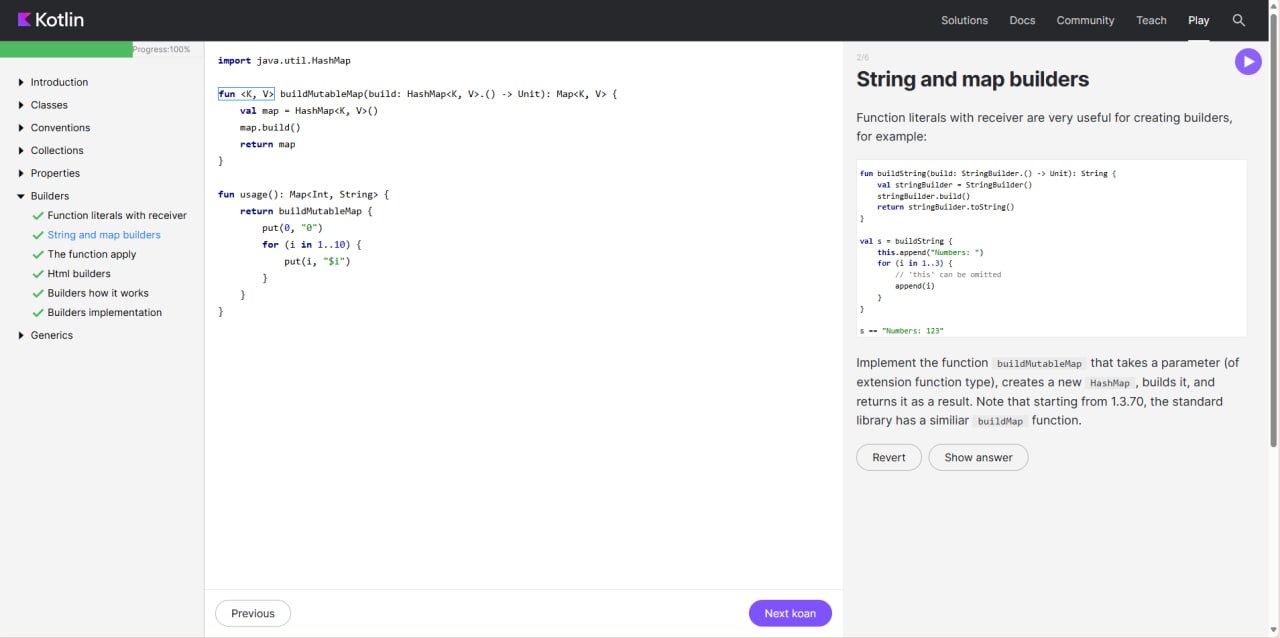 Kotlin
Solutions Docs Community Teach Play
Progress:100%
Introduction
Classes
Conventions
Collections
Properties
Builders
Function literals with receiver
String and map builders
The function apply
Html builders
Builders how it works
Builders implementation
Generics
import java.util.HashMap
fun <K, V> buildMutableMap(build: HashMap<K, V>.() -> Unit): Map<K, V> {
    val map = HashMap<K, V>()
    map.build()
    return map
}
fun usage(): Map<Int, String> {
    return buildMutableMap {
        put(0, "0")
        for (i in 1..10) {
            put(i, "$i")
        }
    }
}
Previous
Next koan
2/6
String and map builders
Function literals with receiver are very useful for creating builders,
for example:
fun buildString(build: StringBuilder.() -> Unit): String {
    val stringBuilder = StringBuilder()
    stringBuilder.build()
    return stringBuilder.toString()
}
val s = buildString {
    this.append("Numbers: ")
    for (i in 1..3) {
        // 'this' can be omitted
        append(i)
    }
}
s == "Numbers: 123"
Implement the function buildMutableMap that takes a parameter (of
extension function type), creates a new HashMap, builds it, and
returns it as a result. Note that starting from 1.3.70, the standard
library has a similiar buildMap function.
Revert
Show answer